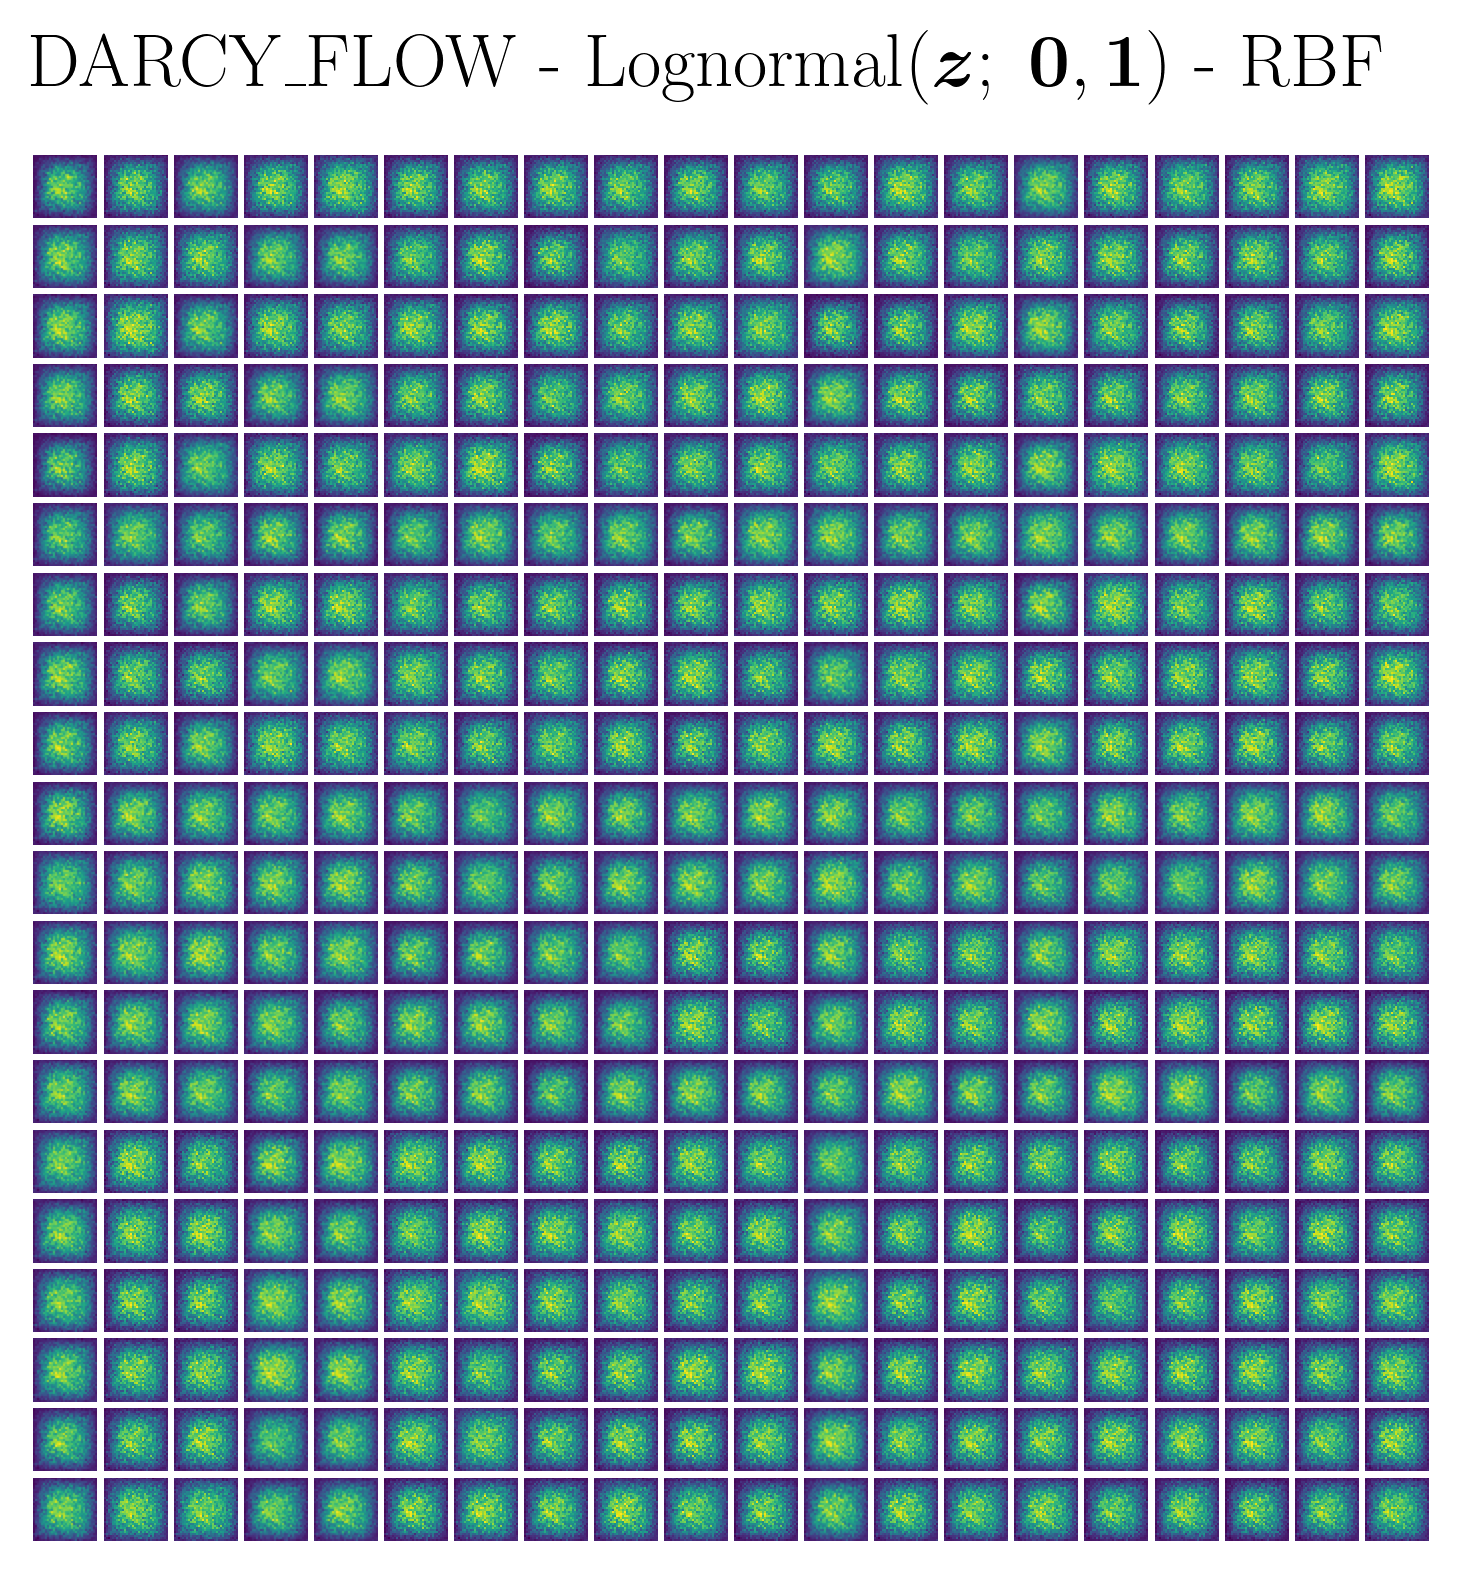 DARCY_FLOW - Lognormal(z; 0, 1) - RBF